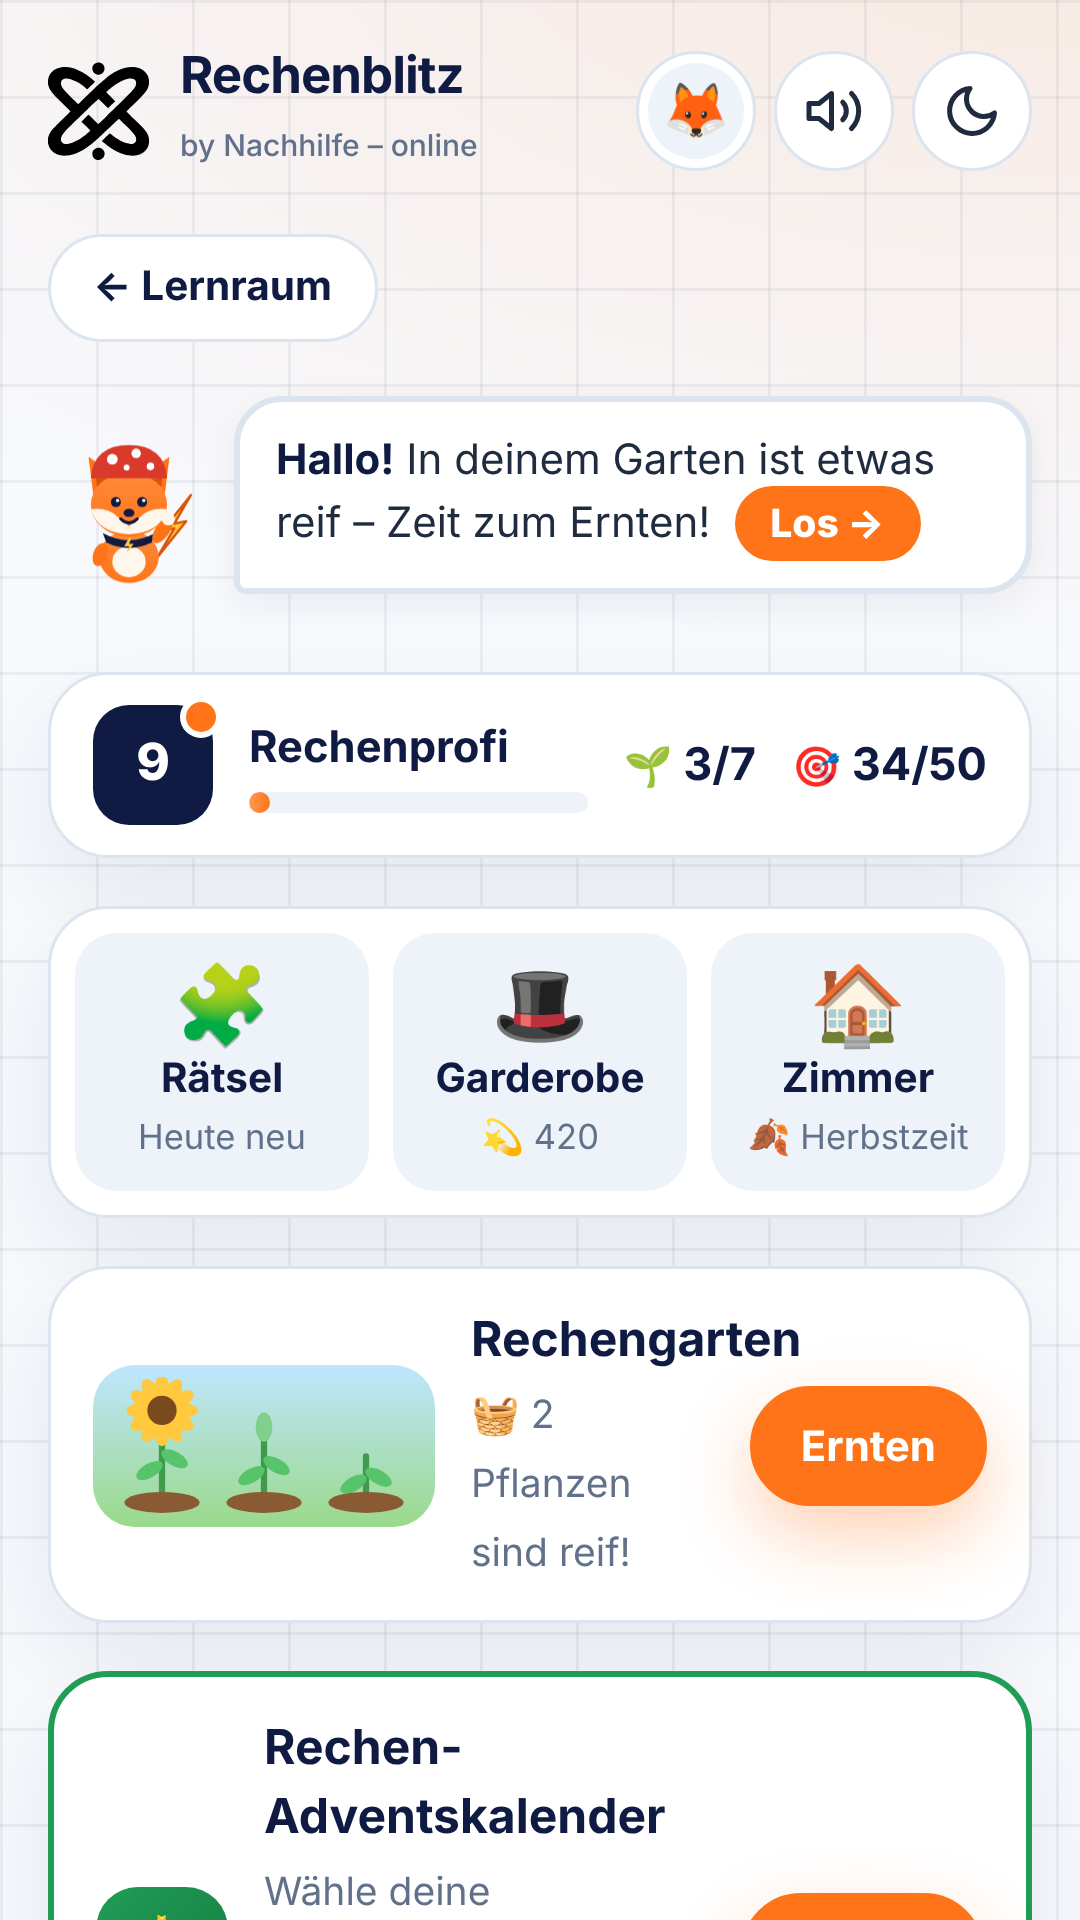 Rechenblitz
by Nachhilfe – online
← Lernraum
Hallo! In deinem Garten ist etwas
reif – Zeit zum Ernten! Los →
9
Rechenprofi
3/7 34/50
Rätsel
Heute neu
Garderobe
420
Zimmer
Herbstzeit
Rechengarten
2
Pflanzen
sind reif!
Ernten
Rechen-
Adventskalender
Wähle deine